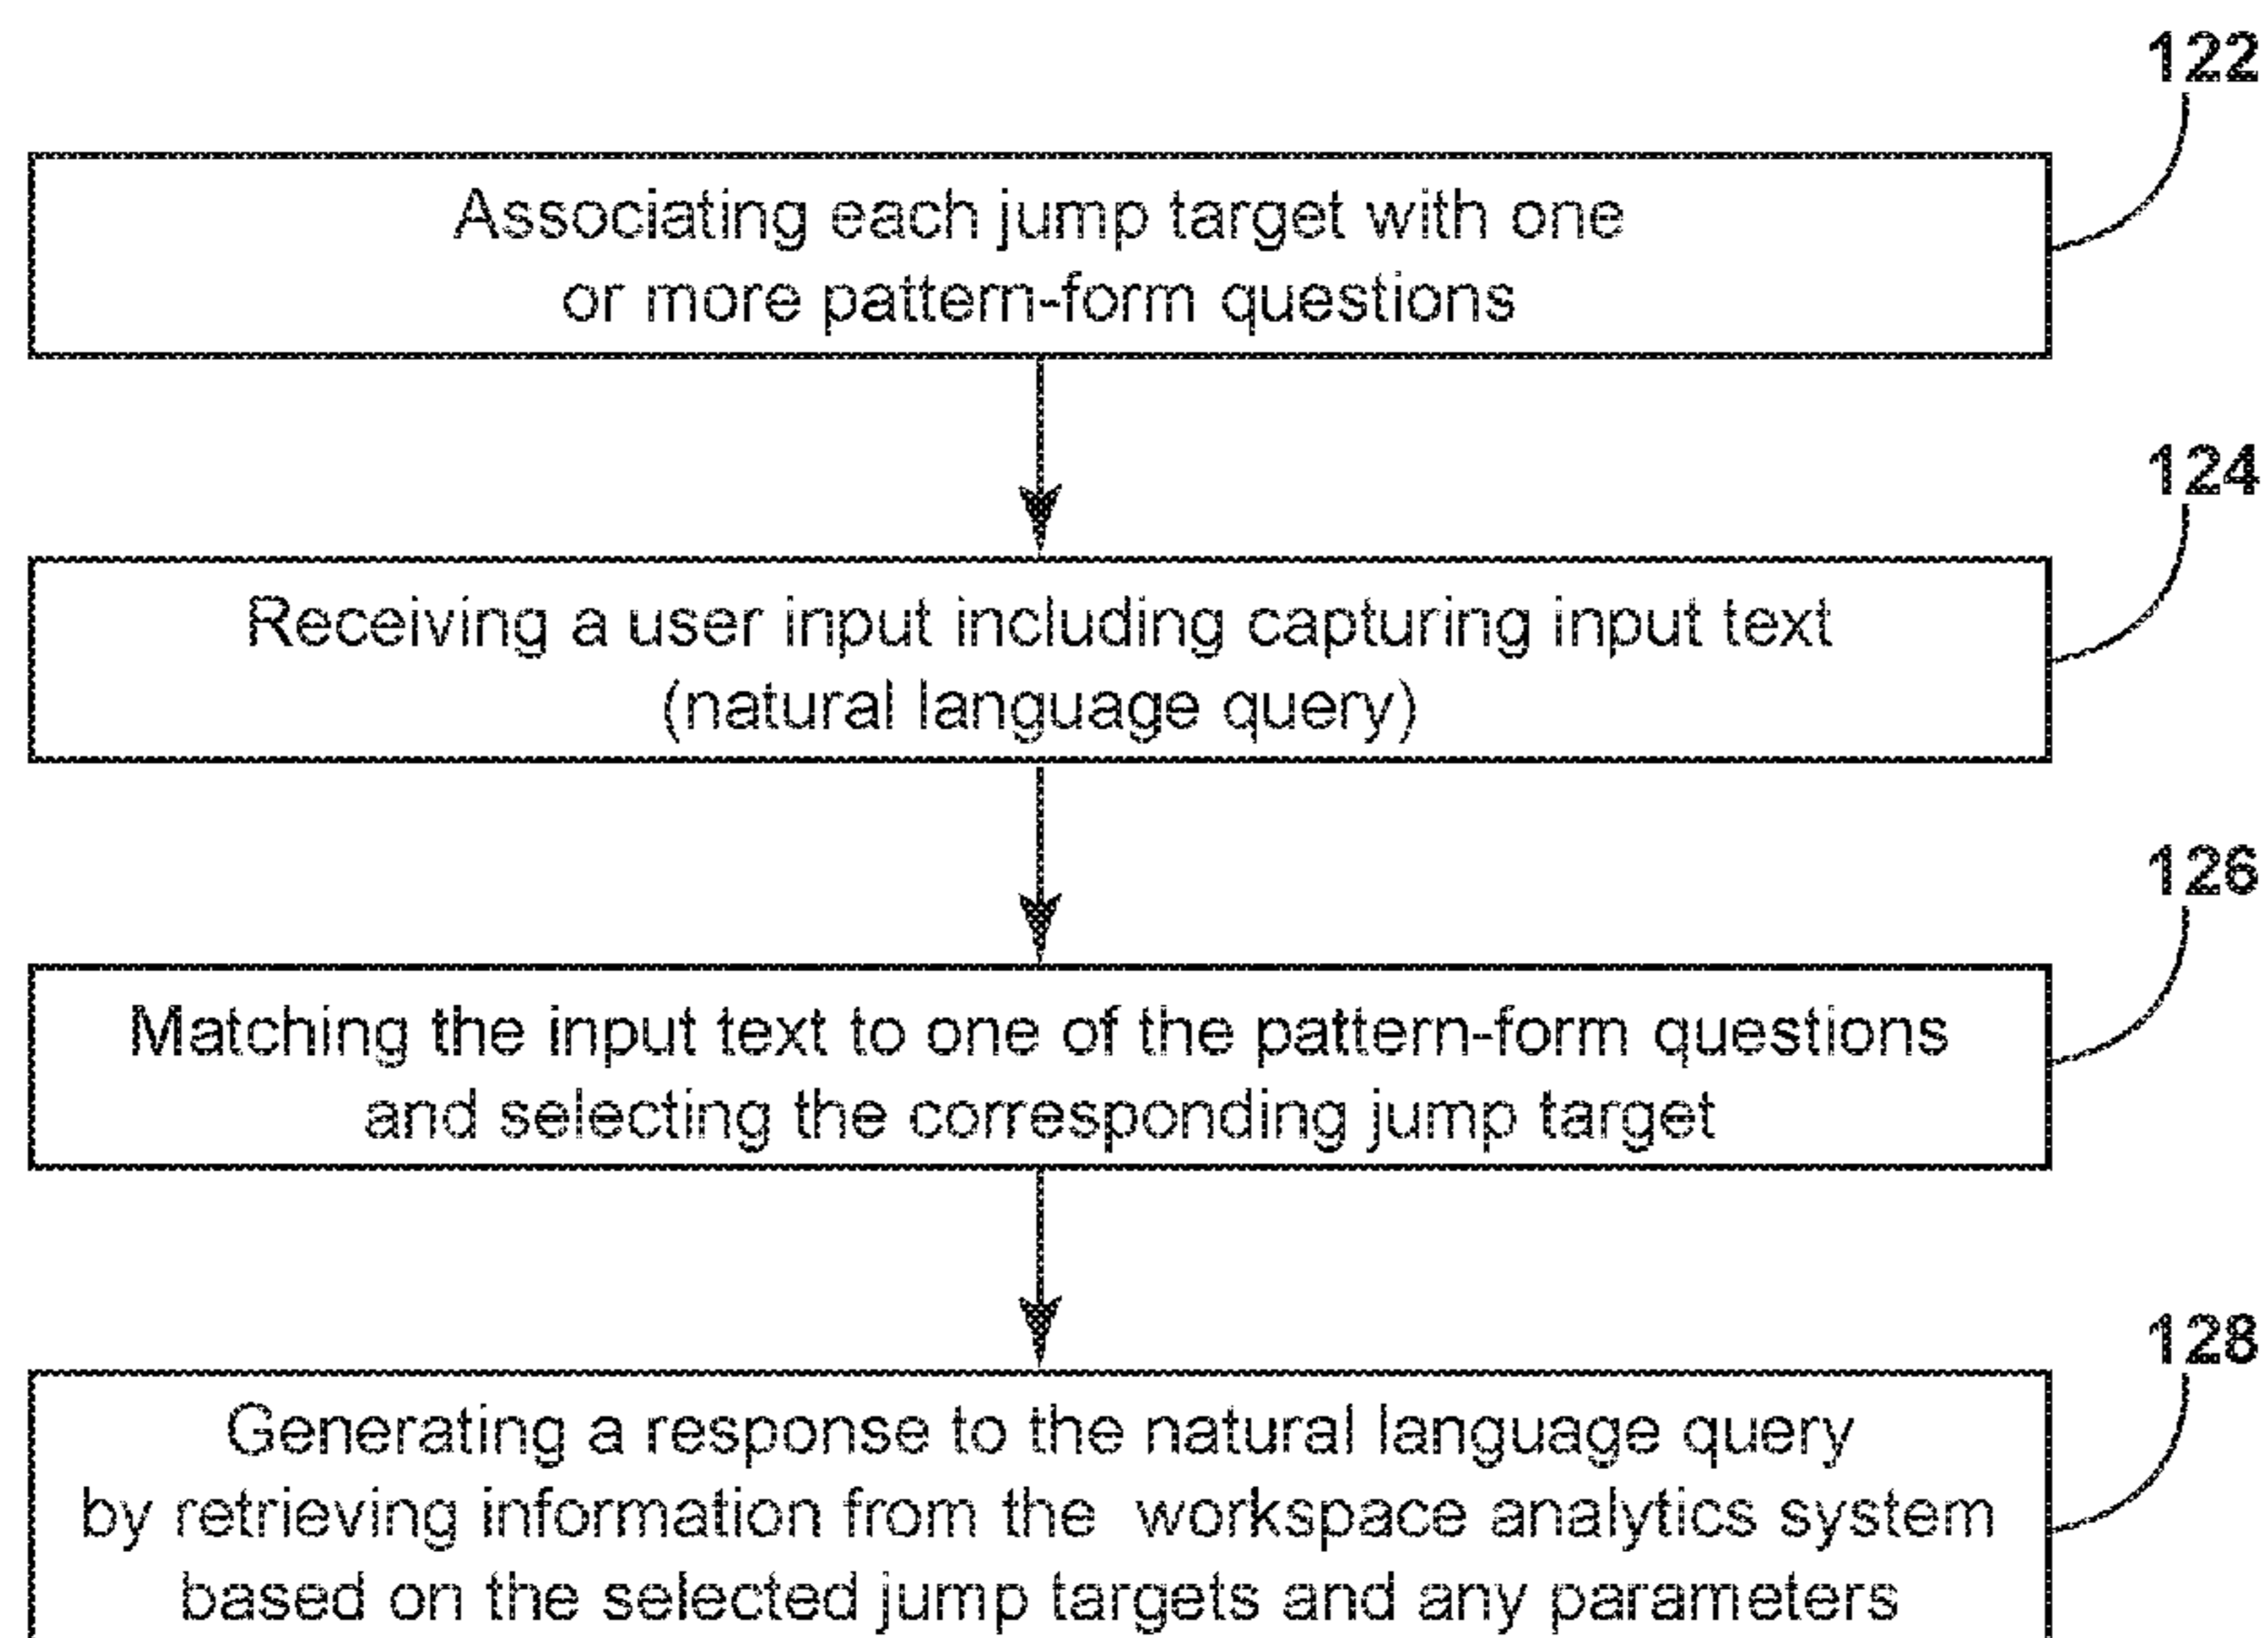 122
Associating each jump target with one
or more pattern-form questions
124
Receiving a user input including capturing input text
(natural language query)
126
Matching the input text to one of the pattern-form questions
and selecting the corresponding jump target
128
Generating a response to the natural language query
by retrieving information from the workspace analytics system
based on the selected jump targets and any parameters